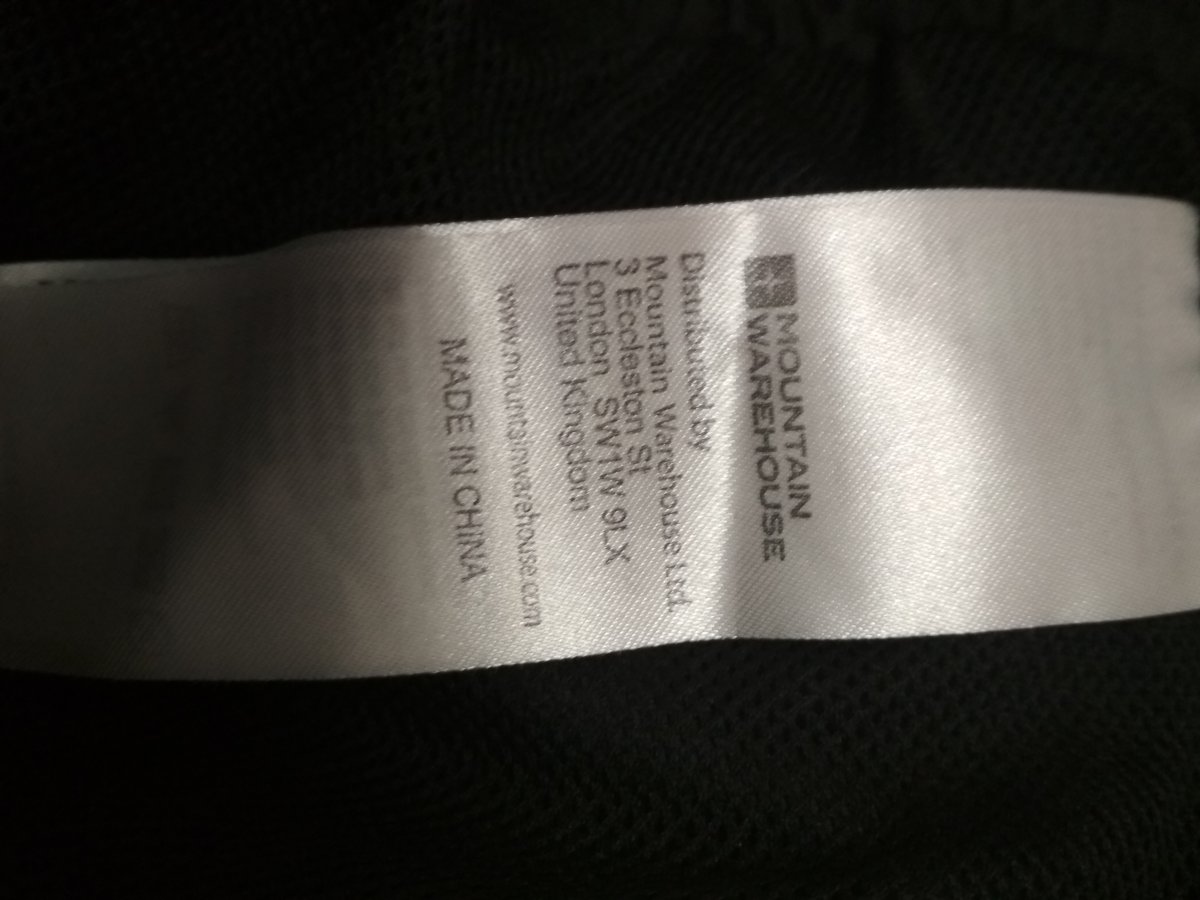 MOUNTAIN
WAREHOUSE
Distributed by
Mountain Warehouse Ltd.
3 Eccleston St
London SW1W 9LX
United Kingdom
www.mountainwarehouse.com
MADE IN CHINA